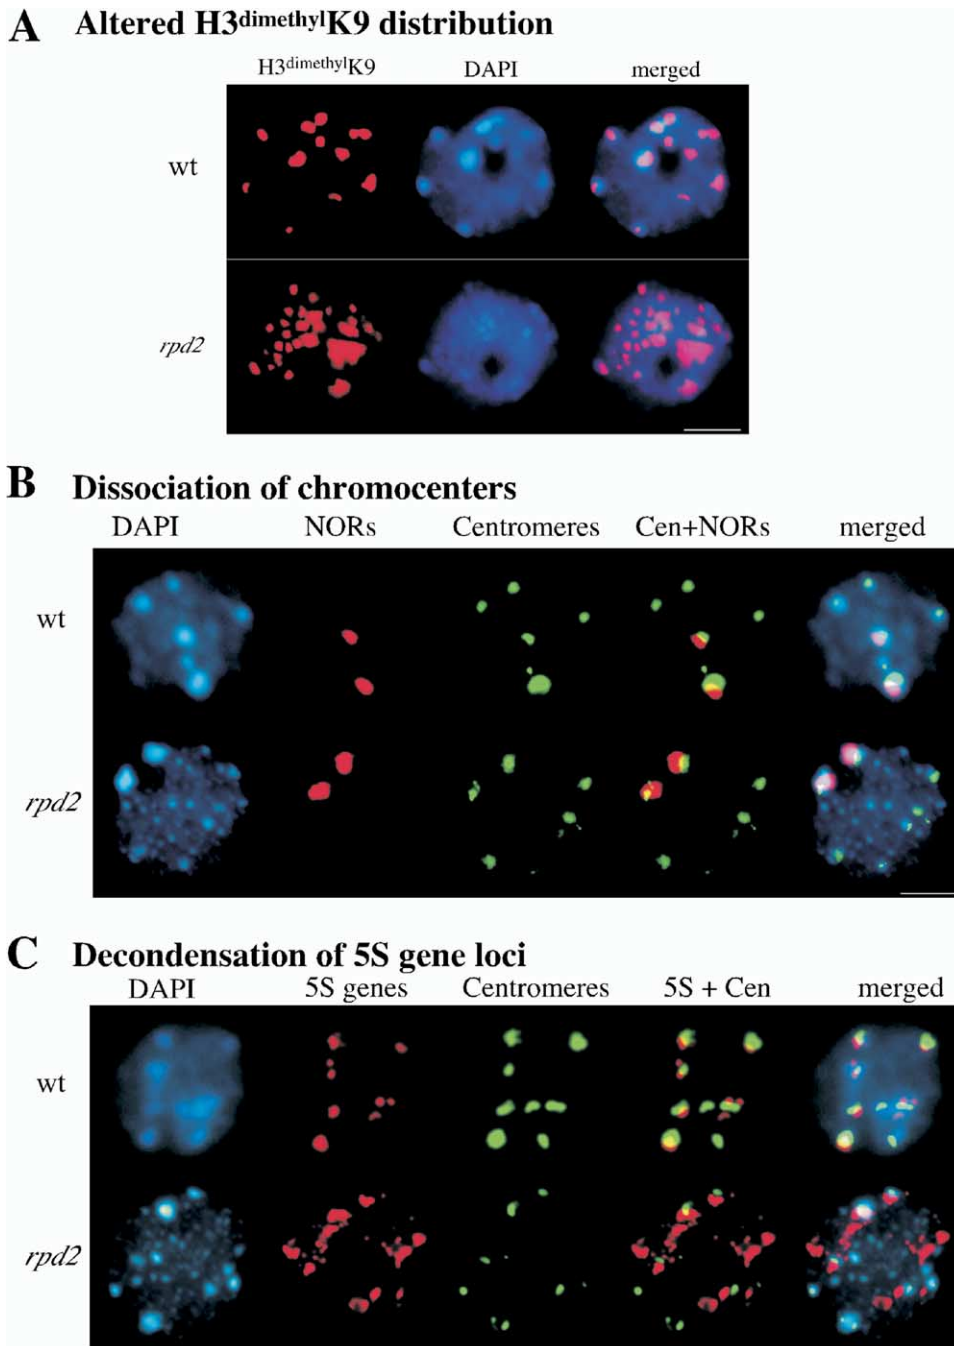 A Altered H3dimethylK9 distribution
H3dimethylK9 DAPI merged
wt
rpd2
B Dissociation of chromocenters
DAPI NORs Centromeres Cen+NORs merged
wt
rpd2
C Decondensation of 5S gene loci
DAPI 5S genes Centromeres 5S + Cen merged
wt
rpd2